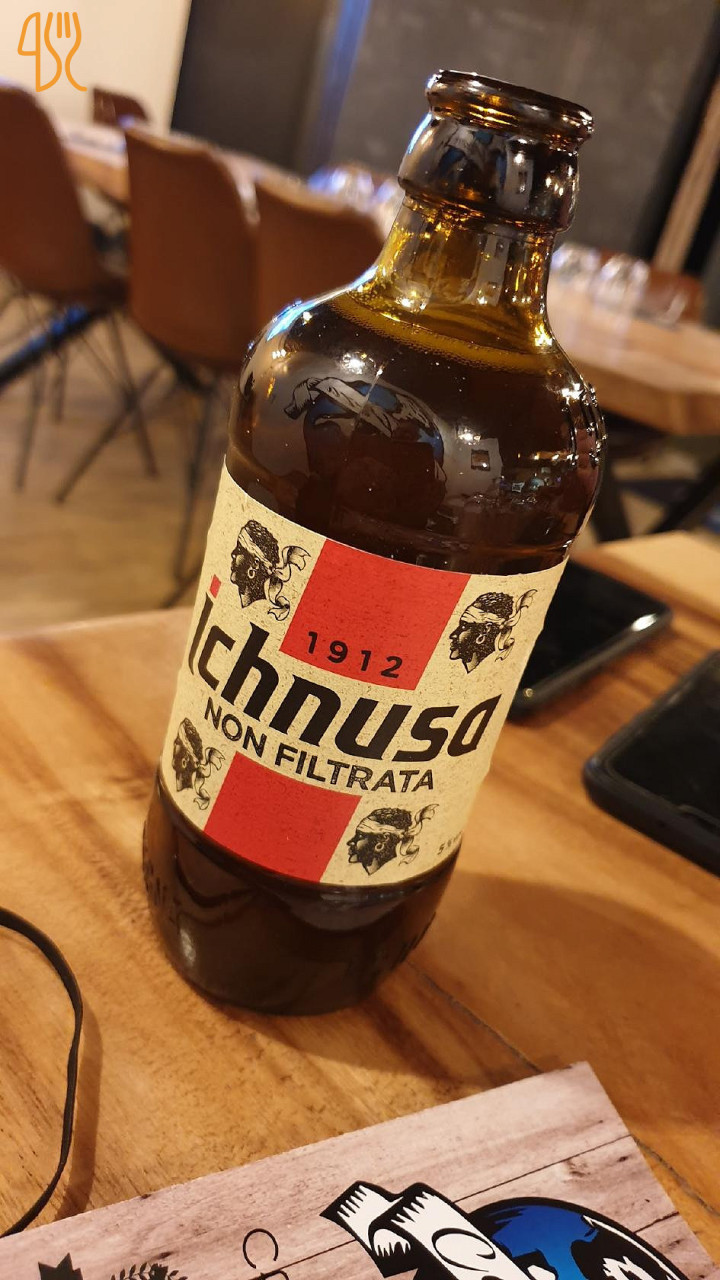 1912
ichnusa
NON FILTRATA